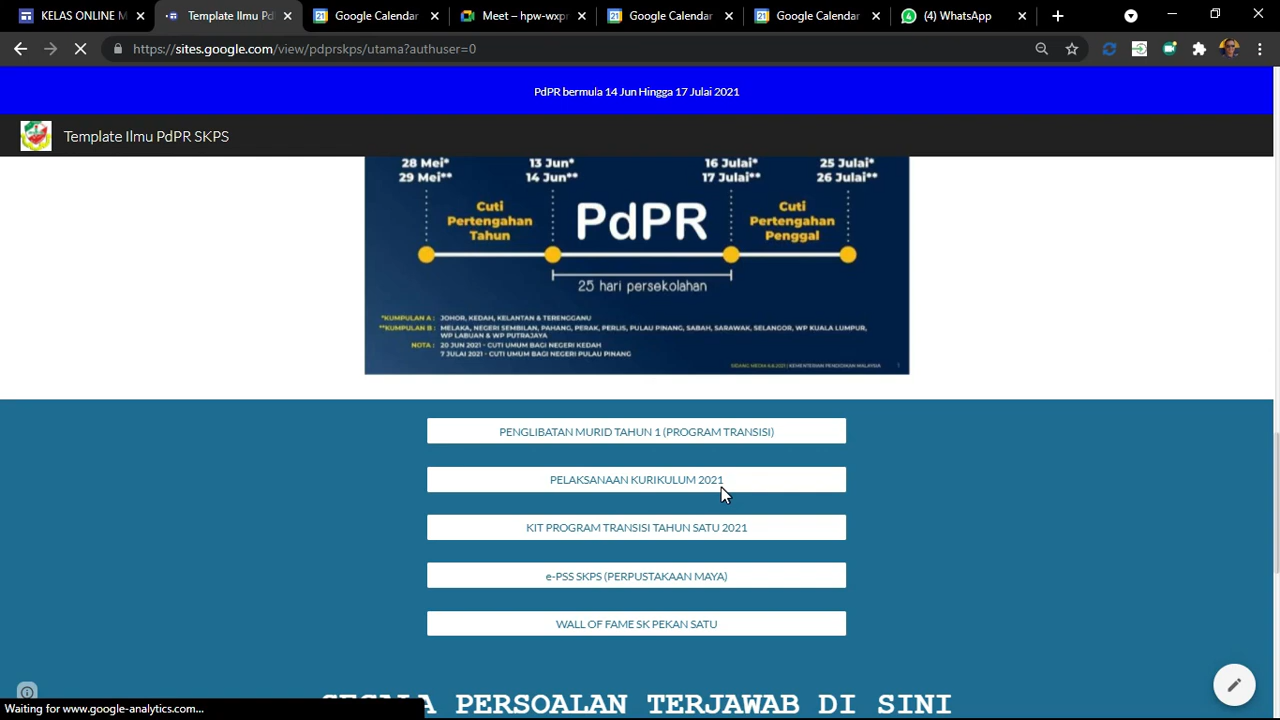 KELAS ONLINE M
Template Ilmu Pd
Google Calendar
Meet – hpw-wxpr
Google Calendar
Google Calendar
(4) WhatsApp
https://sites.google.com/view/pdprskps/utama?authuser=0
PdPR bermula 14 Jun Hingga 17 Julai 2021
Template Ilmu PdPR SKPS
28 Mei* 13 Jun* 16 Julai* 25 Julai*
29 Mei** 14 Jun** 17 Julai** 26 Julai**
Cuti Pertengahan Tahun
PdPR
Cuti Pertengahan Penggal
25 hari persekolahan
*KUMPULAN A : JOHOR, KEDAH, KELANTAN & TERENGGANU
**KUMPULAN B : MELAKA, NEGERI SEMBILAN, PAHANG, PERAK, PERLIS, PULAU PINANG, SABAH, SARAWAK, SELANGOR, WP KUALA LUMPUR,
WP LABUAN & WP PUTRAJAYA
NOTA : 20 JUN 2021 - CUTI UMUM BAGI NEGERI KEDAH
7 JULAI 2021 - CUTI UMUM BAGI NEGERI PULAU PINANG
KEMENTERIAN PENDIDIKAN MALAYSIA
PENGLIBATAN MURID TAHUN 1 (PROGRAM TRANSISI)
PELAKSANAAN KURIKULUM 2021
KIT PROGRAM TRANSISI TAHUN SATU 2021
e-PSS SKPS (PERPUSTAKAAN MAYA)
WALL OF FAME SK PEKAN SATU
SEGALA PERSOALAN TERJAWAB DI SINI
Waiting for www.google-analytics.com...